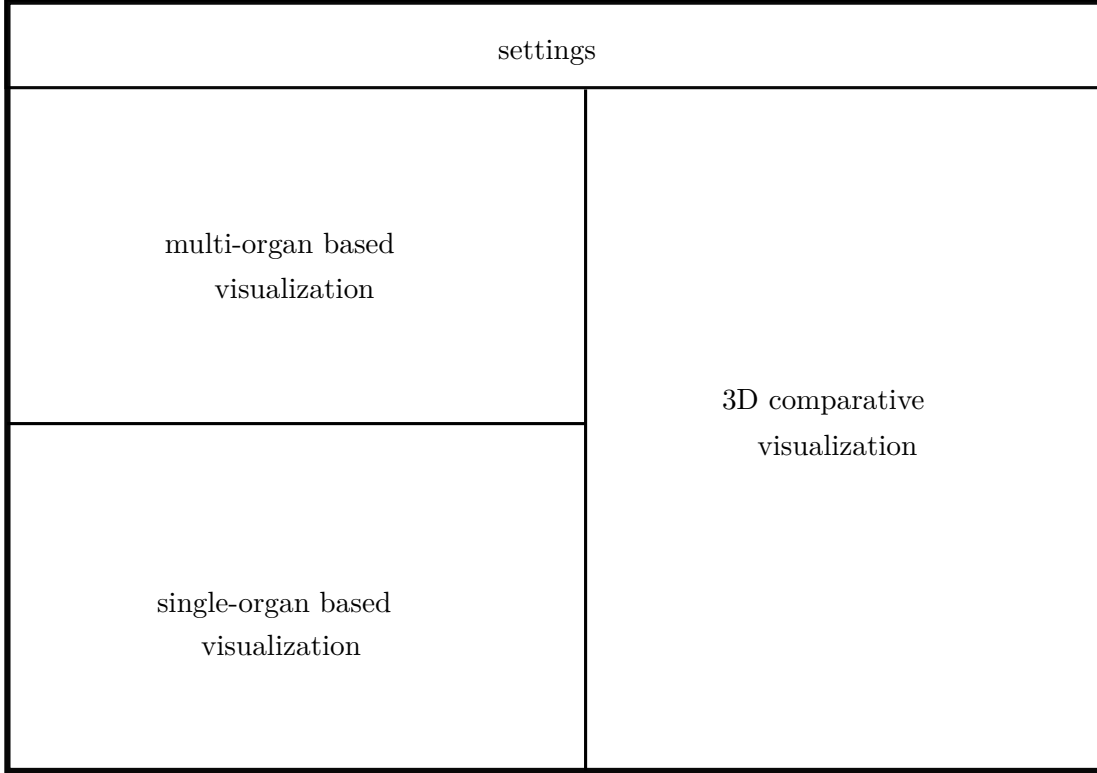 settings
multi-organ based
visualization
3D comparative
visualization
single-organ based
visualization